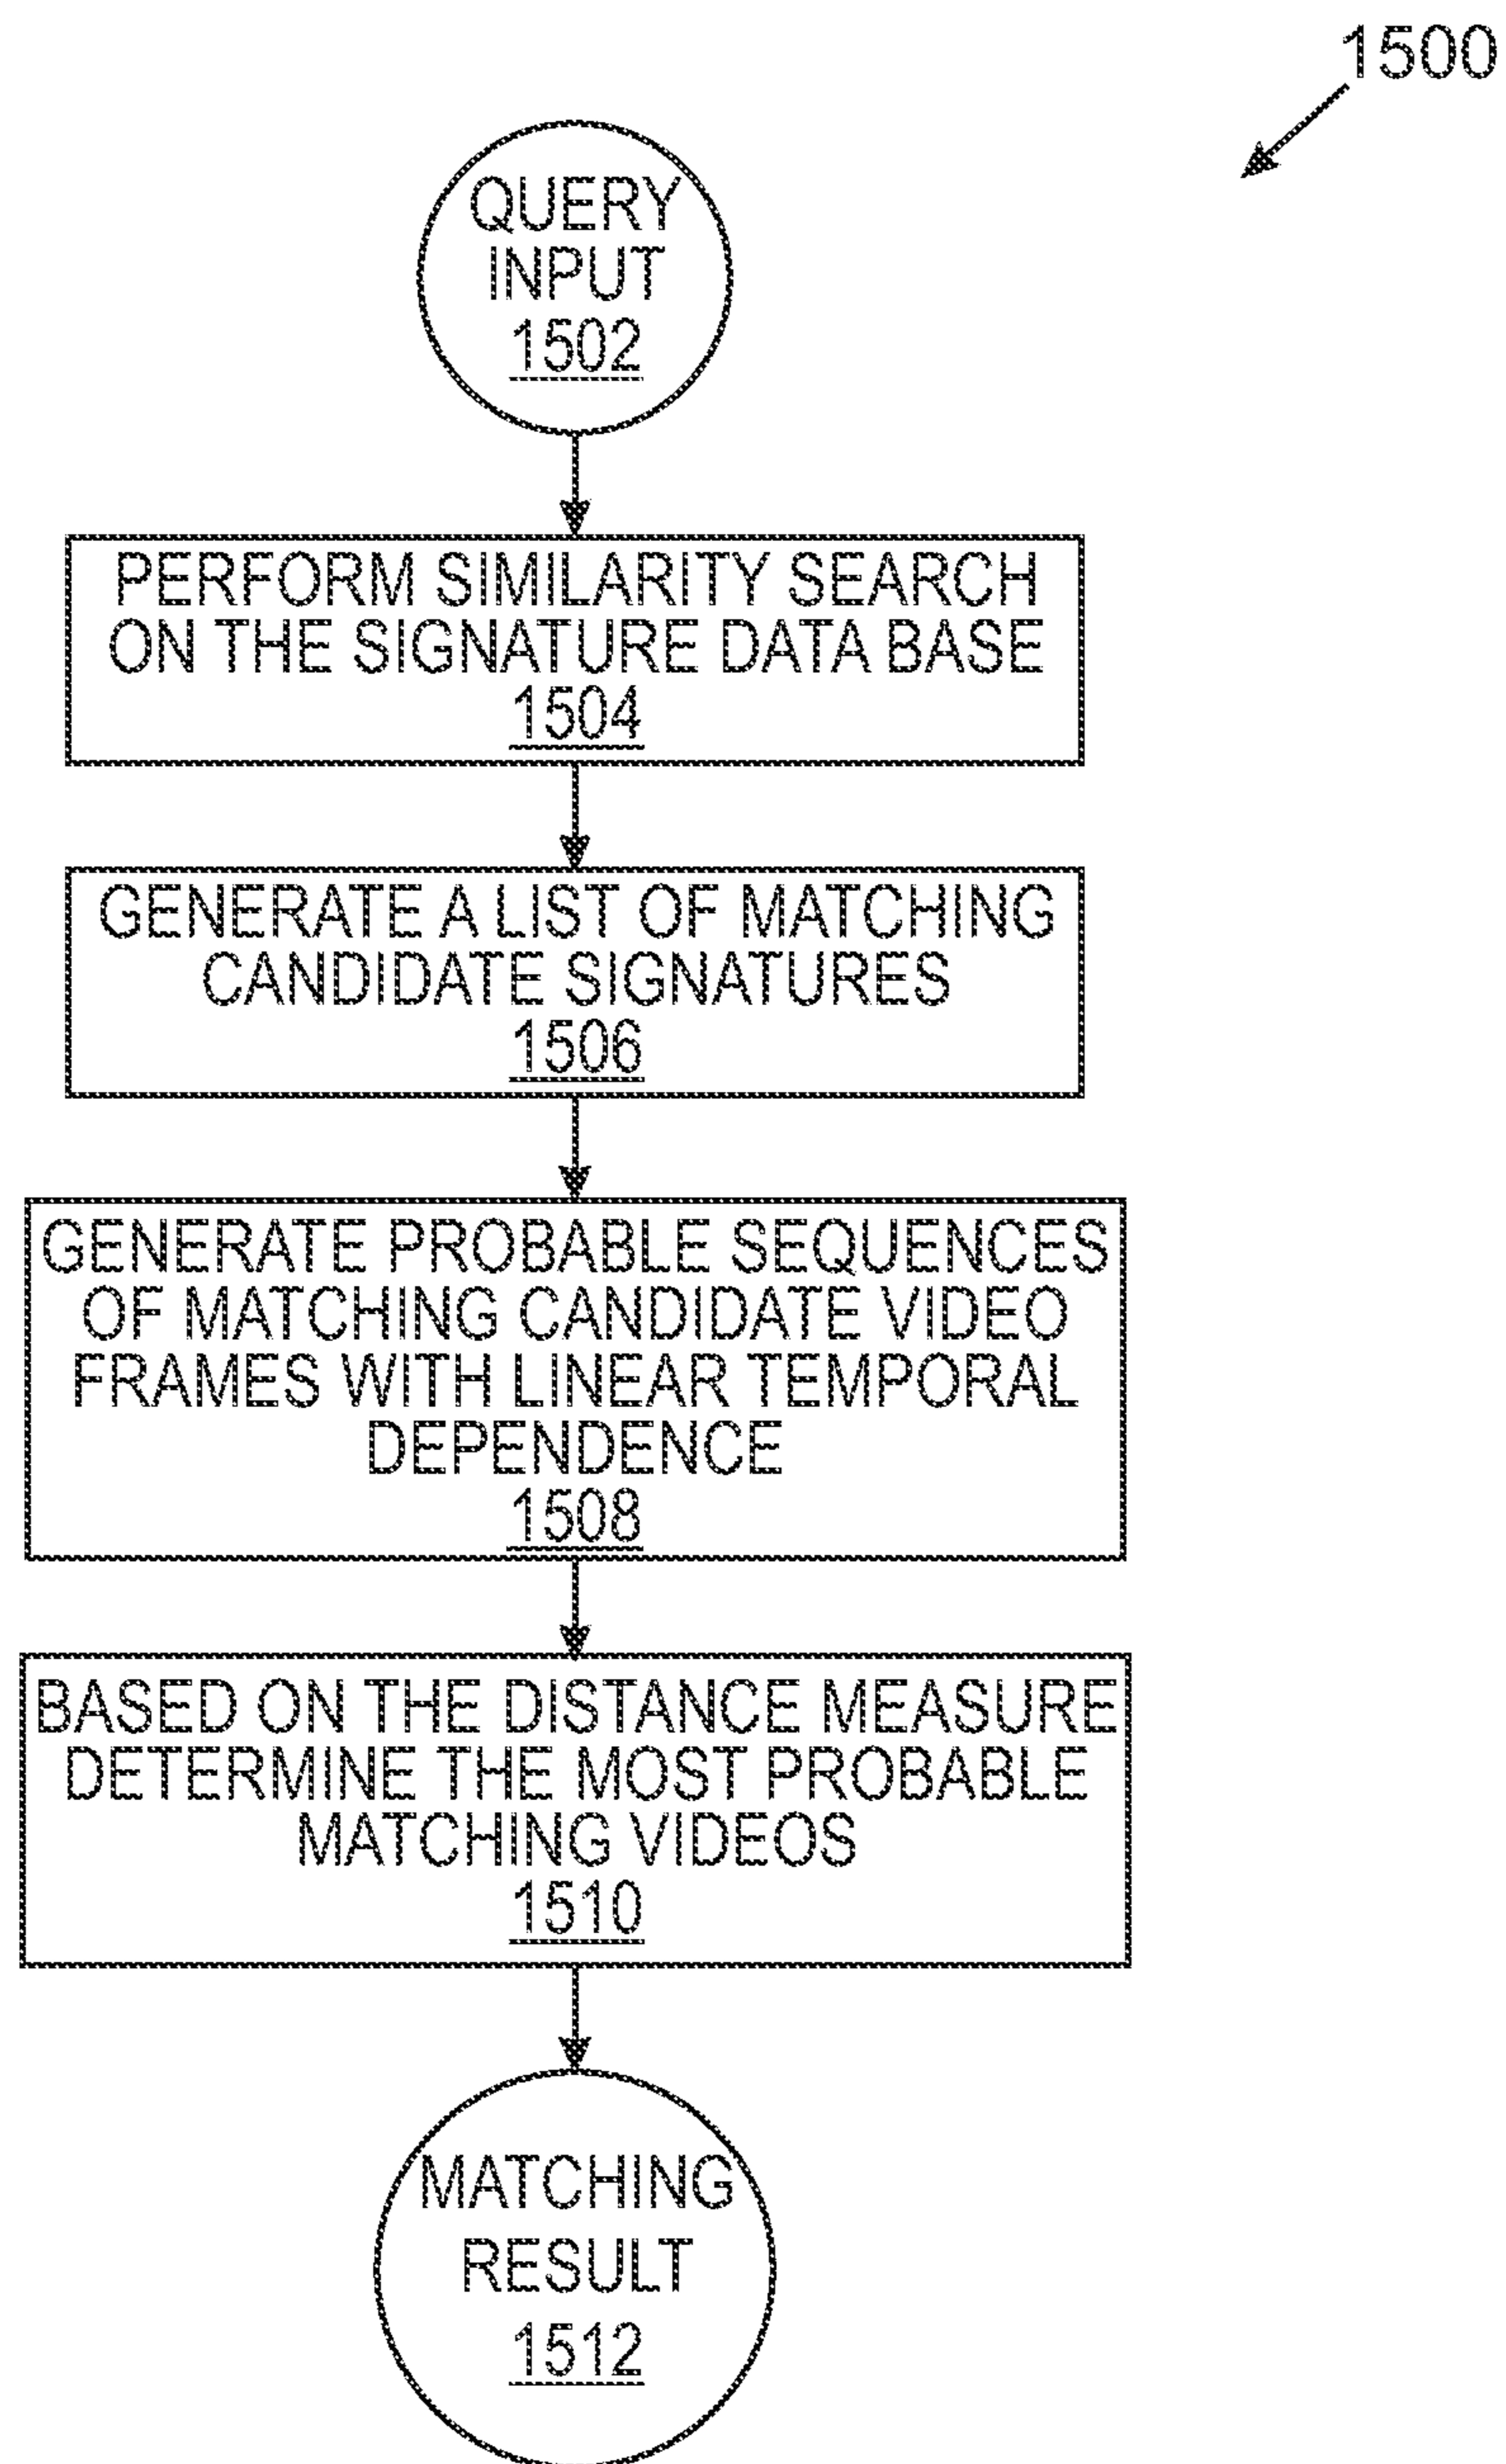 1500
QUERY
INPUT
1502
PERFORM SIMILARITY SEARCH
ON THE SIGNATURE DATA BASE
1504
GENERATE A LIST OF MATCHING
CANDIDATE SIGNATURES
1506
GENERATE PROBABLE SEQUENCES
OF MATCHING CANDIDATE VIDEO
FRAMES WITH LINEAR TEMPORAL
DEPENDENCE
1508
BASED ON THE DISTANCE MEASURE
DETERMINE THE MOST PROBABLE
MATCHING VIDEOS
1510
MATCHING
RESULT
1512